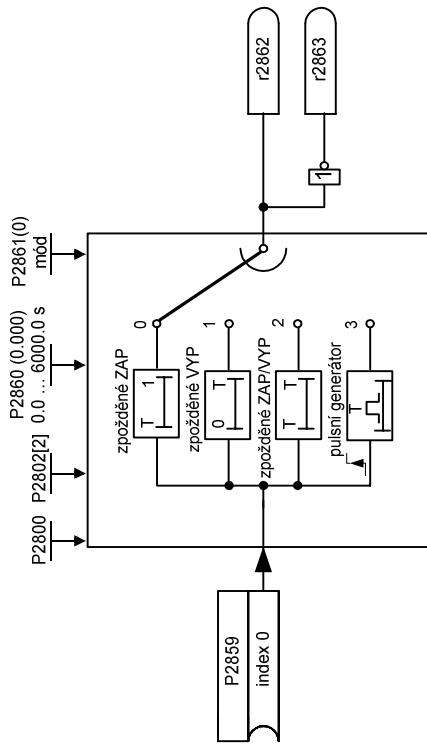 P2800
P2802[2]
P2860 (0.000)
0.0 ... 6000.0 s
P2861(0)
mód
zpožděné ZAP
T 1
0
zpožděné VYP
0 T
1
zpožděné ZAP/VYP
T T
2
pulsní generátor
T
3
P2859
index 0
1
r2862
r2863